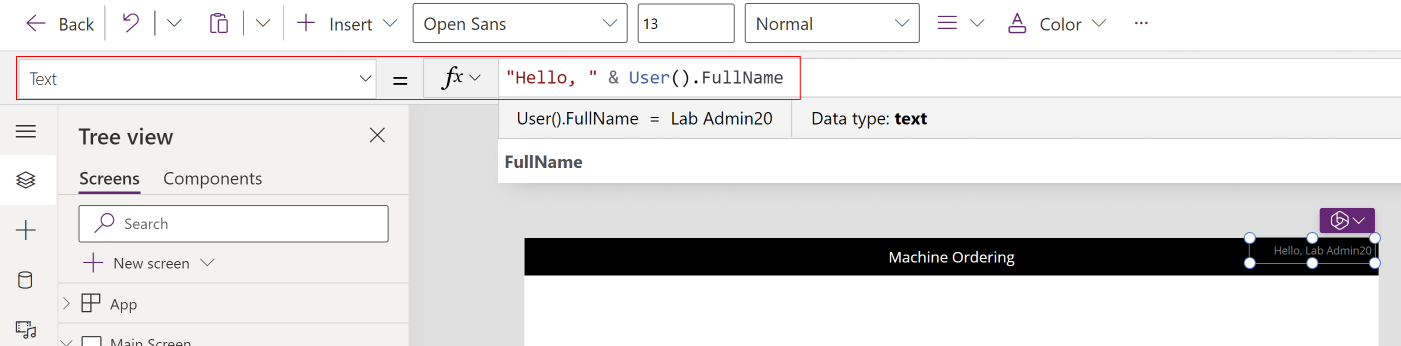 Back Insert Open Sans 13 Normal Color ...
Text = fx "Hello, " & User().FullName
User().FullName = Lab Admin20 Data type: text
Tree view
FullName
Screens Components
Search
New screen
Machine Ordering Hello, Lab Admin20
App
Main Screen